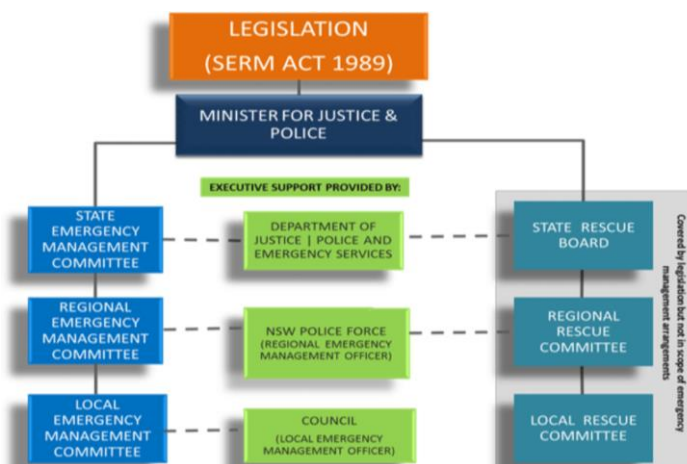 LEGISLATION
(SERM ACT 1989)
MINISTER FOR JUSTICE &
POLICE
EXECUTIVE SUPPORT PROVIDED BY:
STATE
EMERGENCY
MANAGEMENT
COMMITTEE
DEPARTMENT OF
JUSTICE | POLICE AND
EMERGENCY SERVICES
STATE RESCUE
BOARD
REGIONAL
EMERGENCY
MANAGEMENT
COMMITTEE
NSW POLICE FORCE
(REGIONAL EMERGENCY
MANAGEMENT OFFICER)
REGIONAL
RESCUE
COMMITTEE
LOCAL
EMERGENCY
MANAGEMENT
COMMITTEE
COUNCIL
(LOCAL EMERGENCY
MANAGEMENT OFFICER)
LOCAL RESCUE
COMMITTEE
Covered by legislation but not in scope of emergency
management arrangements